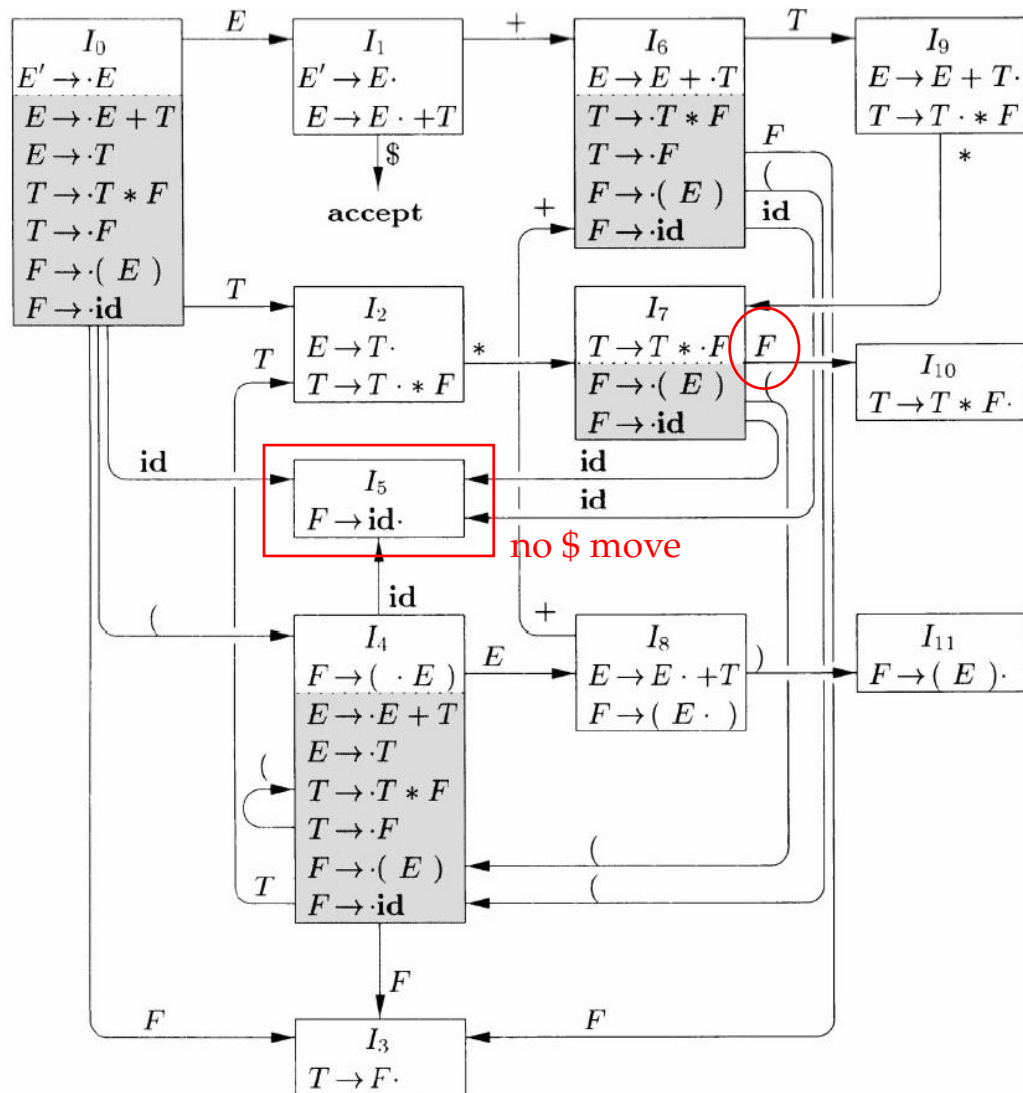 I₀
E' → ·E
E → ·E + T
E → ·T
T → ·T * F
T → ·F
F → ·( E )
F → ·id
E
I₁
E' → E·
E → E · +T
$
accept
+
I₆
E → E + ·T
T → ·T * F
T → ·F
F → ·( E )
F → ·id
T
I₉
E → E + T·
T → T · * F
*
F
(
id
+
T
I₂
E → T·
T → T · * F
T
*
I₇
T → T * ·F
F → ·( E )
F → ·id
F
(
I₁₀
T → T * F·
id
I₅
F → id·
id
id
no $ move
id
(
I₄
F → ( · E )
E → ·E + T
E → ·T
T → ·T * F
T → ·F
F → ·( E )
F → ·id
E
+
I₈
E → E · +T
F → ( E · )
)
I₁₁
F → ( E )·
(
T
(
(
F
F
I₃
T → F·
F